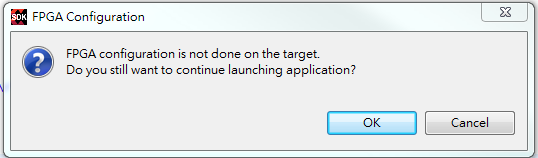 SDK FPGA Configuration
FPGA configuration is not done on the target.
Do you still want to continue launching application?
OK Cancel